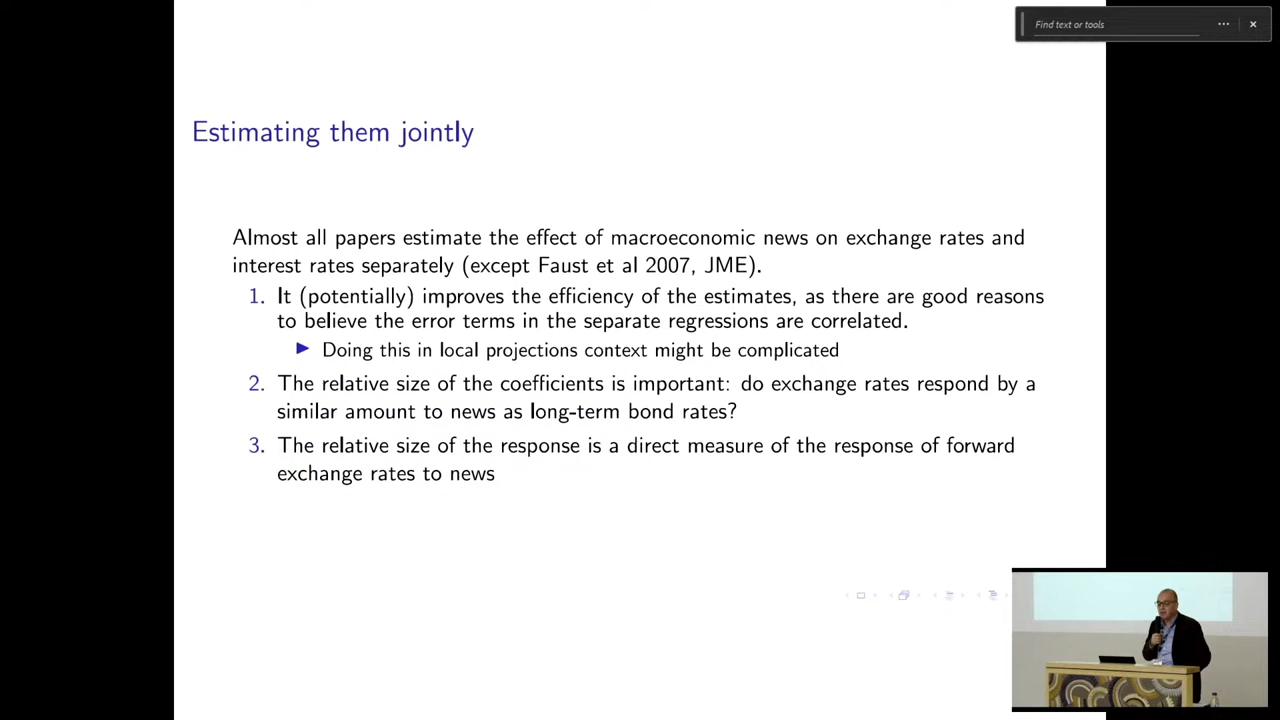 Find text or tools
Estimating them jointly
Almost all papers estimate the effect of macroeconomic news on exchange rates and
interest rates separately (except Faust et al 2007, JME).
1. It (potentially) improves the efficiency of the estimates, as there are good reasons
to believe the error terms in the separate regressions are correlated.
Doing this in local projections context might be complicated
2. The relative size of the coefficients is important: do exchange rates respond by a
similar amount to news as long-term bond rates?
3. The relative size of the response is a direct measure of the response of forward
exchange rates to news